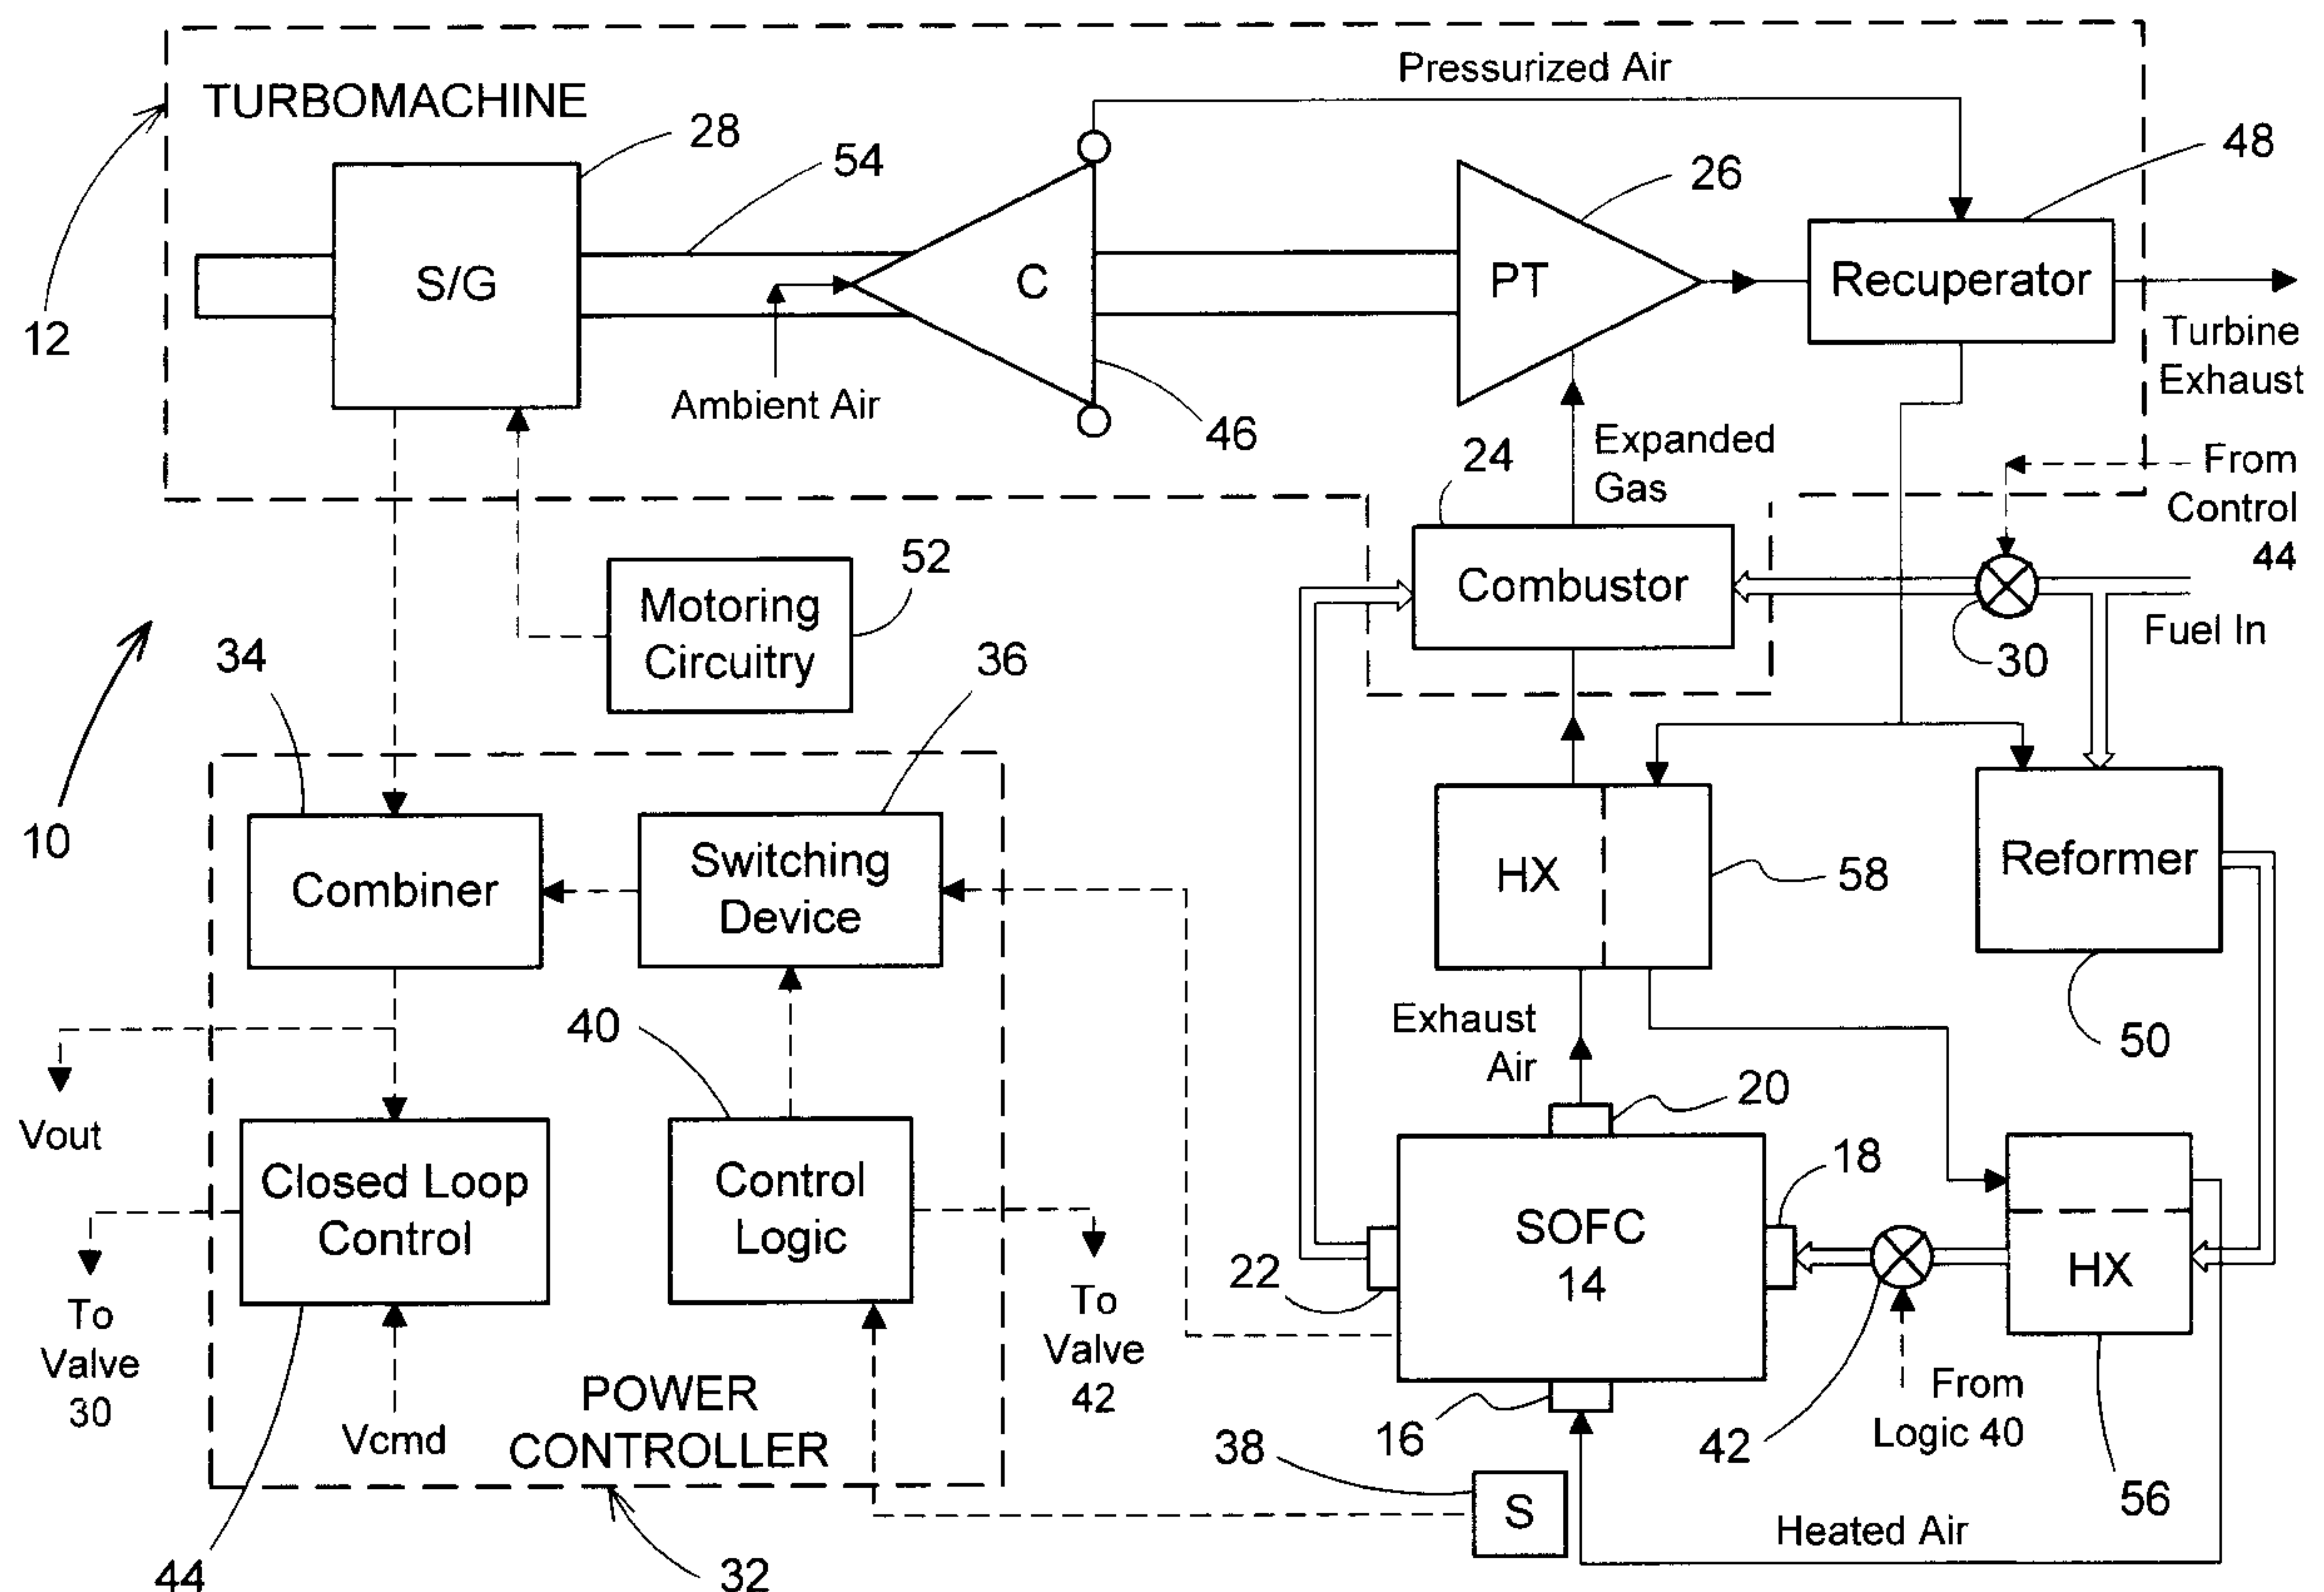 Pressurized Air
TURBOMACHINE
28
54
26
48
12
S/G
C
PT
Recuperator
Turbine
Exhaust
Ambient Air
46
Expanded
Gas
24
From
Control
44
Combustor
30
Fuel In
Motoring
Circuitry
52
34
36
10
Combiner
Switching
Device
HX
58
Reformer
50
Exhaust
Air
40
20
Vout
Closed Loop
Control
Control
Logic
18
SOFC
14
22
HX
To
Valve
30
To
Valve
42
Vcmd
POWER
CONTROLLER
16
42
From
Logic 40
56
38
S
Heated Air
44
32